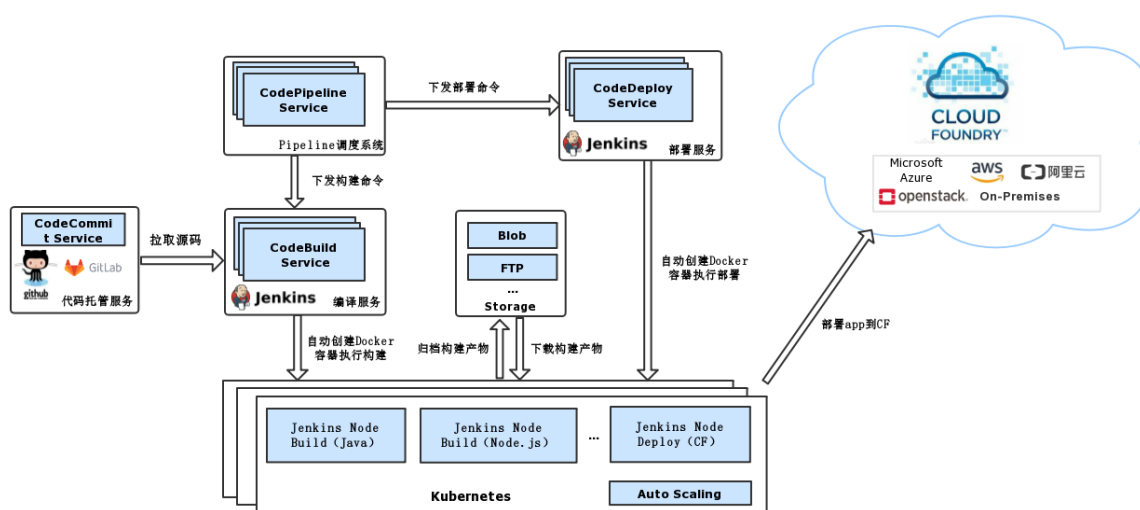 CodePipeline
Service
Pipeline调度系统
下发部署命令
CodeDeploy
Service
Jenkins
部署服务
CLOUD
FOUNDRY
Microsoft
Azure
aws
阿里云
openstack.
On-Premises
下发构建命令
CodeCommi
t Service
GitLab
github
代码托管服务
拉取源码
CodeBuild
Service
Jenkins
编译服务
Blob
FTP
...
Storage
自动创建Docker
容器执行部署
自动创建Docker
容器执行构建
归档构建产物
下载构建产物
部署app到CF
Jenkins Node
Build（Java）
Jenkins Node
Build（Node.js）
...
Jenkins Node
Deploy（CF）
Kubernetes
Auto Scaling